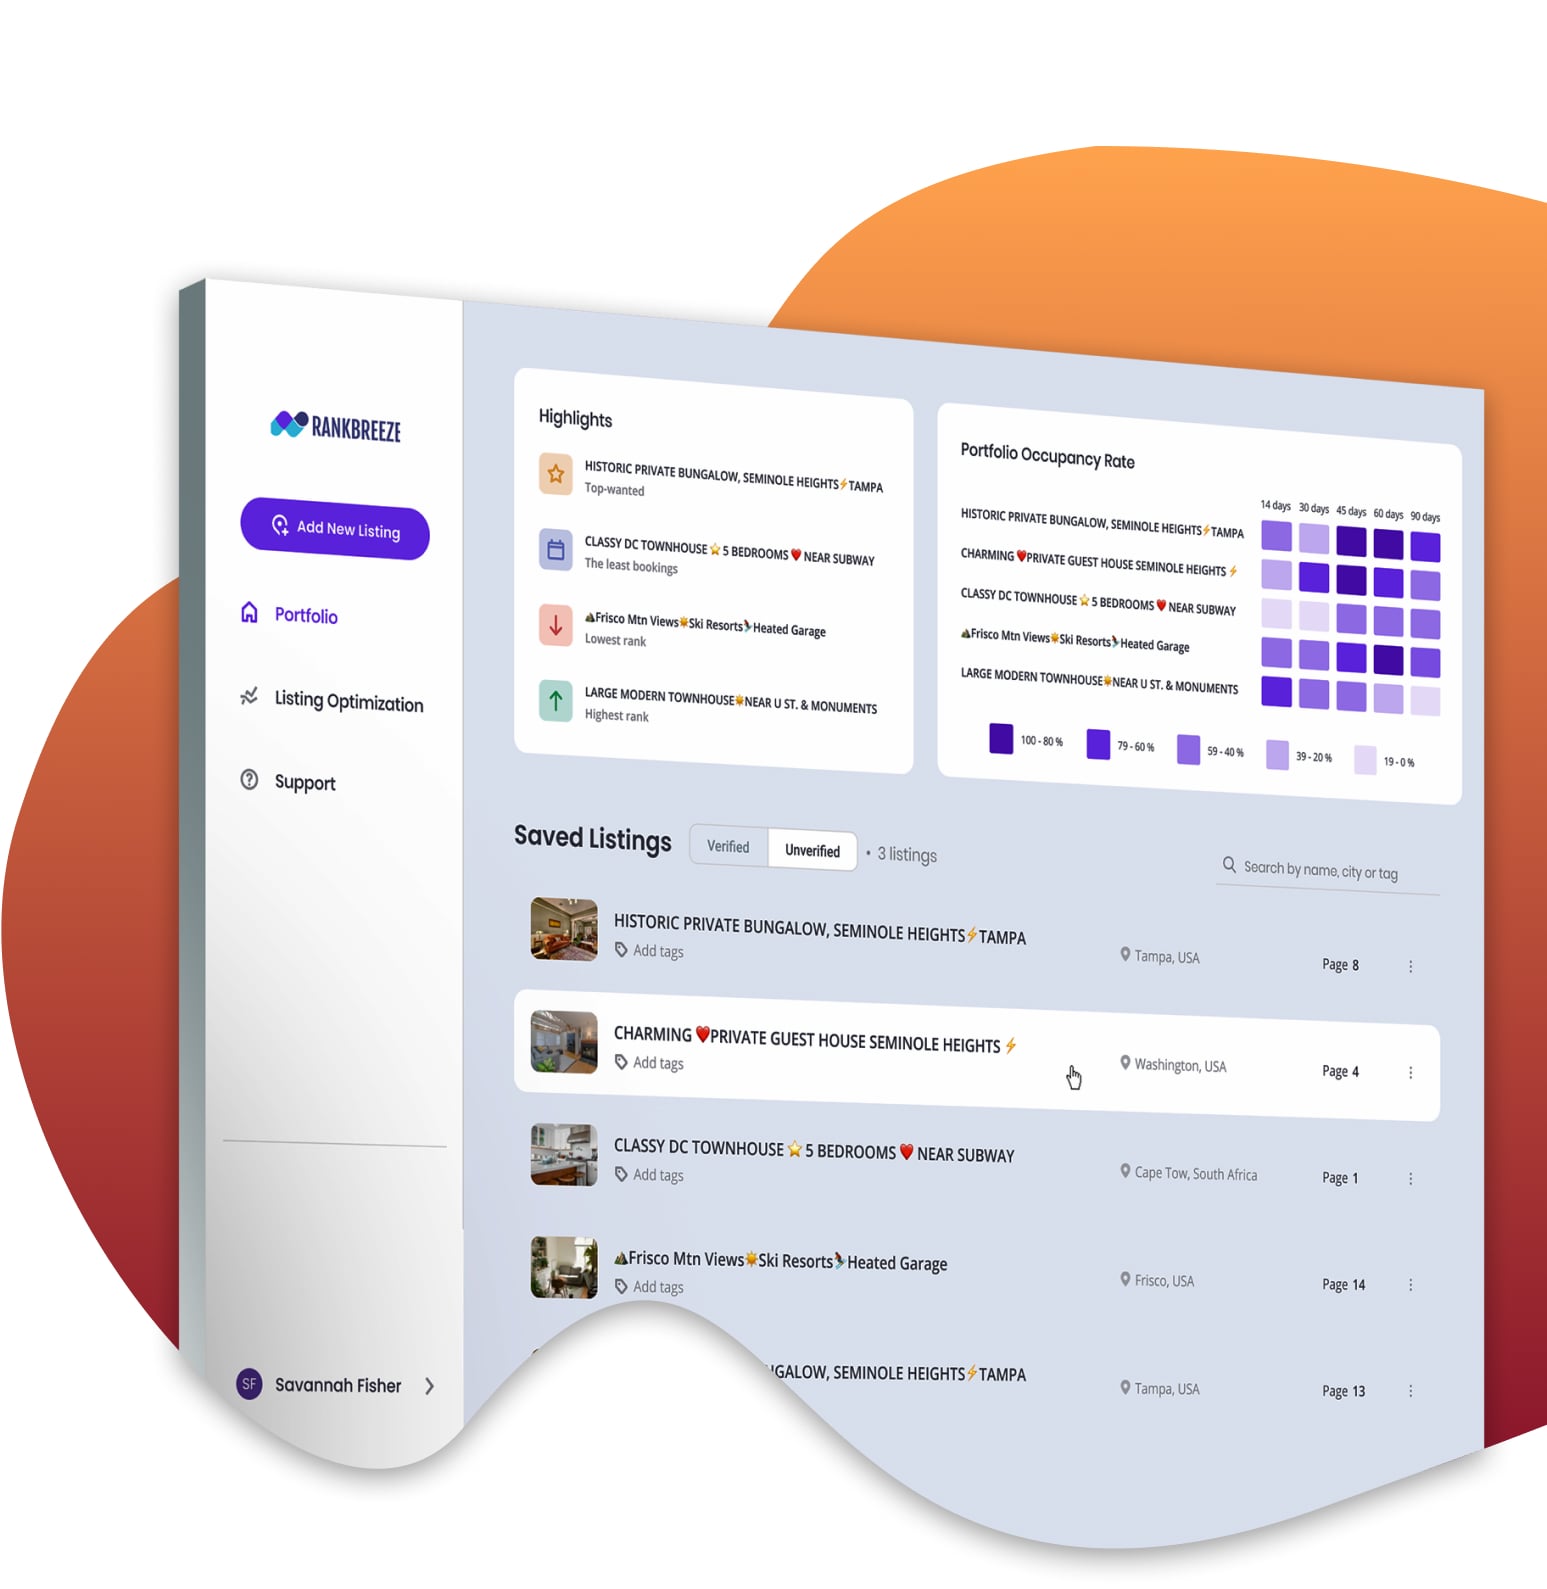 RANKBREEZE
Add New Listing
Portfolio
Listing Optimization
Support
SF Savannah Fisher
Highlights
HISTORIC PRIVATE BUNGALOW, SEMINOLE HEIGHTS⚡TAMPA
Top-wanted
CLASSY DC TOWNHOUSE ⭐ 5 BEDROOMS ❤️ NEAR SUBWAY
The least bookings
🏔Frisco Mtn Views☀️Ski Resorts⛷Heated Garage
Lowest rank
LARGE MODERN TOWNHOUSE☀️NEAR U ST. & MONUMENTS
Highest rank
Portfolio Occupancy Rate
14 days 30 days 45 days 60 days 90 days
HISTORIC PRIVATE BUNGALOW, SEMINOLE HEIGHTS⚡TAMPA
CHARMING ❤️PRIVATE GUEST HOUSE SEMINOLE HEIGHTS ⚡
CLASSY DC TOWNHOUSE ⭐ 5 BEDROOMS ❤️ NEAR SUBWAY
🏔Frisco Mtn Views☀️Ski Resorts⛷Heated Garage
LARGE MODERN TOWNHOUSE☀️NEAR U ST. & MONUMENTS
100 - 80 % 79 - 60 % 59 - 40 % 39 - 20 % 19 - 0 %
Saved Listings Verified Unverified • 3 listings
Search by name, city or tag
HISTORIC PRIVATE BUNGALOW, SEMINOLE HEIGHTS⚡TAMPA
Add tags
Tampa, USA
Page 8
CHARMING ❤️PRIVATE GUEST HOUSE SEMINOLE HEIGHTS ⚡
Add tags
Washington, USA
Page 4
CLASSY DC TOWNHOUSE ⭐ 5 BEDROOMS ❤️ NEAR SUBWAY
Add tags
Cape Tow, South Africa
Page 1
🏔Frisco Mtn Views☀️Ski Resorts⛷Heated Garage
Add tags
Frisco, USA
Page 14
GALOW, SEMINOLE HEIGHTS⚡TAMPA
Tampa, USA
Page 13